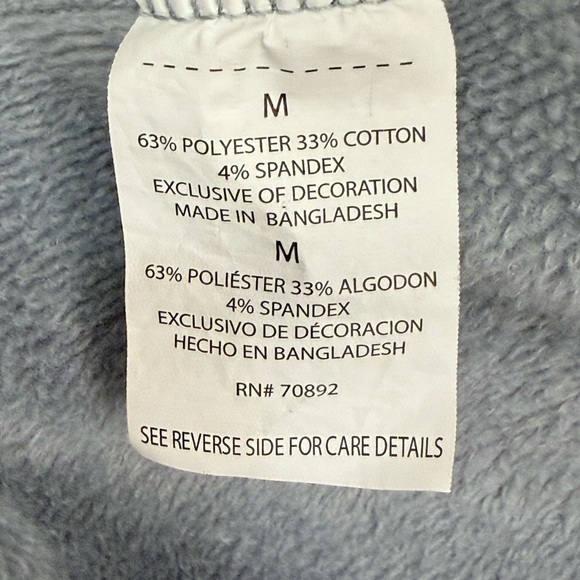 M
63% POLYESTER 33% COTTON
4% SPANDEX
EXCLUSIVE OF DECORATION
MADE IN BANGLADESH
M
63% POLIÉSTER 33% ALGODON
4% SPANDEX
EXCLUSIVO DE DÉCORACION
HECHO EN BANGLADESH
RN# 70892
SEE REVERSE SIDE FOR CARE DETAILS